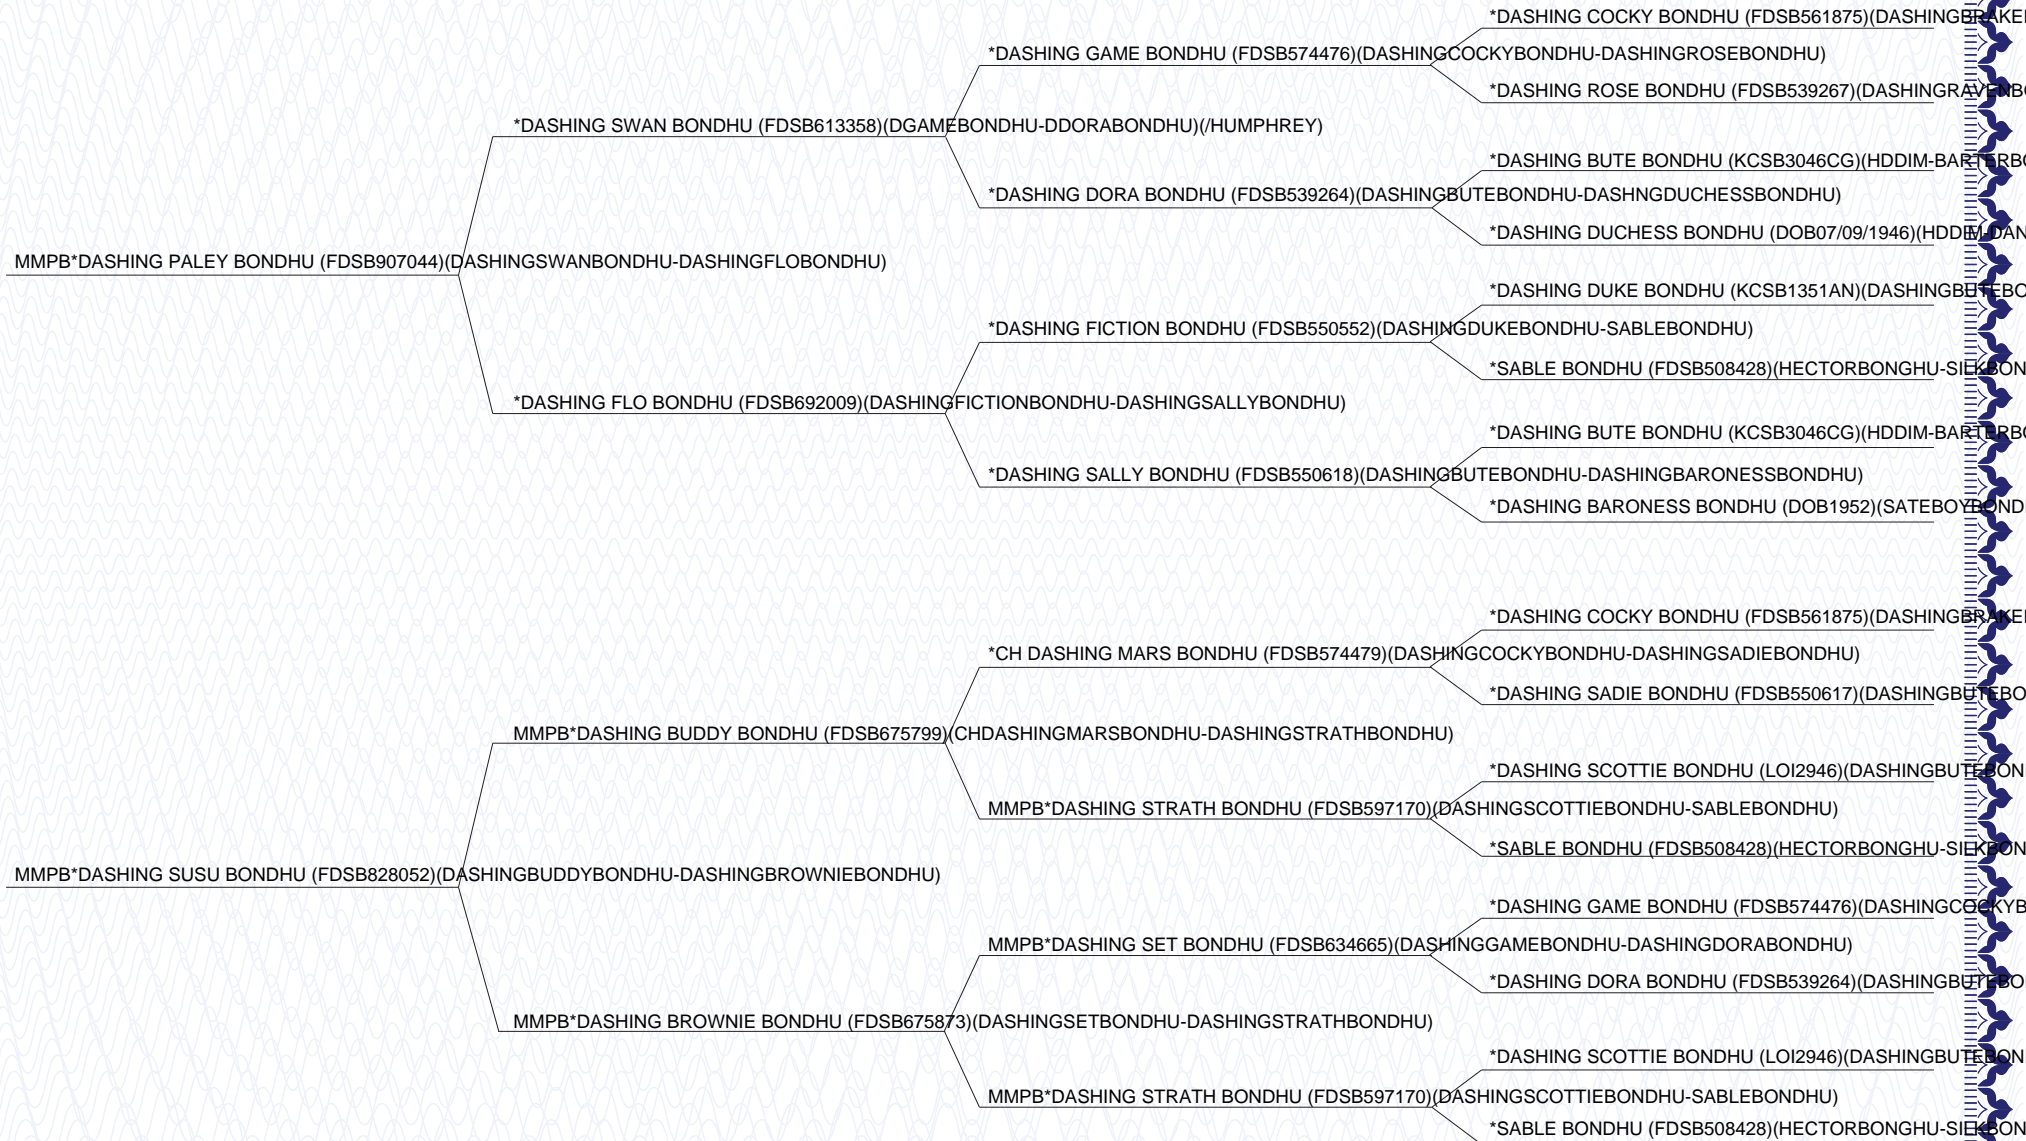 *DASHING COCKY BONDHU (FDSB561875)(DASHINGBRAKE
*DASHING GAME BONDHU (FDSB574476)(DASHINGCOCKYBONDHU-DASHINGROSEBONDHU)
*DASHING ROSE BONDHU (FDSB539267)(DASHINGRAVENB
*DASHING SWAN BONDHU (FDSB613358)(DGAMEBONDHU-DDORABONDHU)(/HUMPHREY)
*DASHING BUTE BONDHU (KCSB3046CG)(HDDIM-BARTERB
*DASHING DORA BONDHU (FDSB539264)(DASHINGBUTEBONDHU-DASHNGDUCHESSBONDHU)
*DASHING DUCHESS BONDHU (DOB07/09/1946)(HDDIM-DAN
MMPB*DASHING PALEY BONDHU (FDSB907044)(DASHINGSWANBONDHU-DASHINGFLOBONDHU)
*DASHING DUKE BONDHU (KCSB1351AN)(DASHINGBUTEBO
*DASHING FICTION BONDHU (FDSB550552)(DASHINGDUKEBONDHU-SABLEBONDHU)
*SABLE BONDHU (FDSB508428)(HECTORBONGHU-SILKBON
*DASHING FLO BONDHU (FDSB692009)(DASHINGFICTIONBONDHU-DASHINGSALLYBONDHU)
*DASHING BUTE BONDHU (KCSB3046CG)(HDDIM-BARTERB
*DASHING SALLY BONDHU (FDSB550618)(DASHINGBUTEBONDHU-DASHINGBARONESSBONDHU)
*DASHING BARONESS BONDHU (DOB1952)(SATEBOYBOND
*DASHING COCKY BONDHU (FDSB561875)(DASHINGBRAKE
*CH DASHING MARS BONDHU (FDSB574479)(DASHINGCOCKYBONDHU-DASHINGSADIEBONDHU)
*DASHING SADIE BONDHU (FDSB550617)(DASHINGBUTEBO
MMPB*DASHING BUDDY BONDHU (FDSB675799)(CHDASHINGMARSBONDHU-DASHINGSTRATHBONDHU)
*DASHING SCOTTIE BONDHU (LOI2946)(DASHINGBUTEBON
MMPB*DASHING STRATH BONDHU (FDSB597170)(DASHINGSCOTTIEBONDHU-SABLEBONDHU)
*SABLE BONDHU (FDSB508428)(HECTORBONGHU-SILKBON
MMPB*DASHING SUSU BONDHU (FDSB828052)(DASHINGBUDDYBONDHU-DASHINGBROWNIEBONDHU)
*DASHING GAME BONDHU (FDSB574476)(DASHINGCOCKYB
MMPB*DASHING SET BONDHU (FDSB634665)(DASHINGGAMEBONDHU-DASHINGDORABONDHU)
*DASHING DORA BONDHU (FDSB539264)(DASHINGBUTEBO
MMPB*DASHING BROWNIE BONDHU (FDSB675873)(DASHINGSETBONDHU-DASHINGSTRATHBONDHU)
*DASHING SCOTTIE BONDHU (LOI2946)(DASHINGBUTEBON
MMPB*DASHING STRATH BONDHU (FDSB597170)(DASHINGSCOTTIEBONDHU-SABLEBONDHU)
*SABLE BONDHU (FDSB508428)(HECTORBONGHU-SILKBON